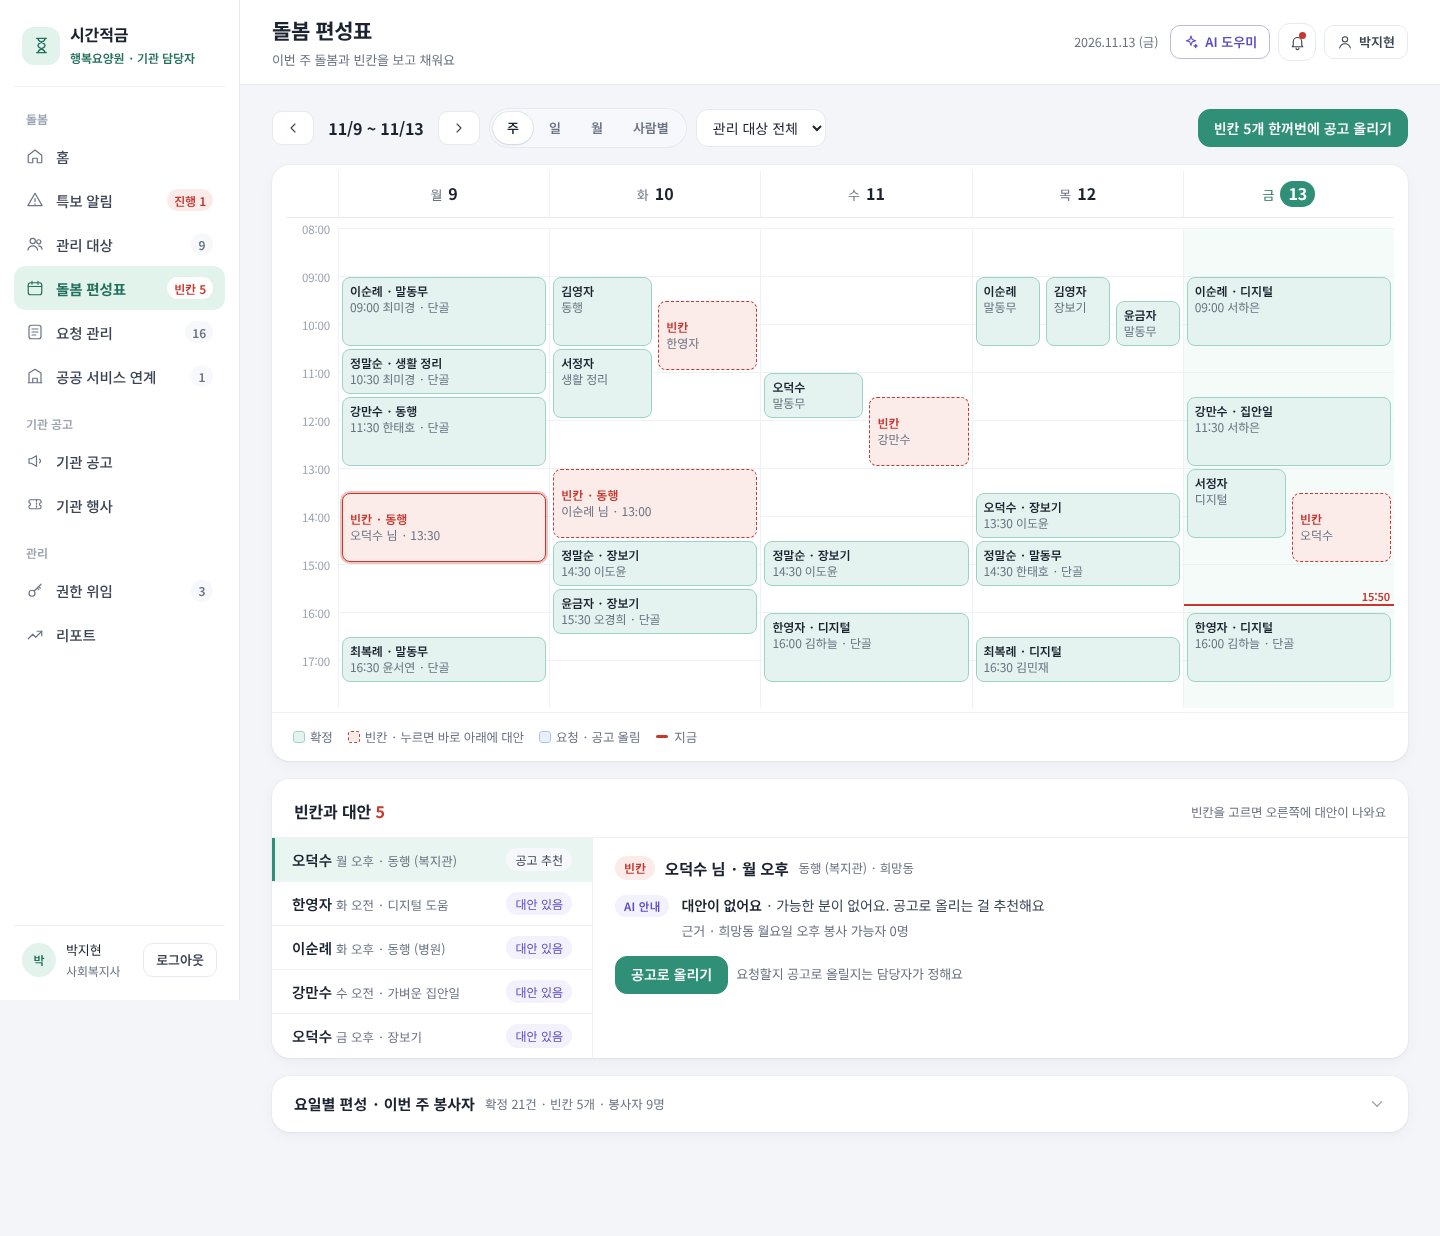 시간적금
행복요양원 · 기관 담당자
돌봄
홈
특보 알림 진행 1
관리 대상 9
돌봄 편성표 빈칸 5
요청 관리 16
공공 서비스 연계 1
기관 공고
기관 공고
기관 행사
관리
권한 위임 3
리포트
박 박지현
사회복지사
로그아웃
돌봄 편성표
이번 주 돌봄과 빈칸을 보고 채워요
2026.11.13 (금) AI 도우미 박지현
11/9 ~ 11/13 주 일 월 사람별 관리 대상 전체 빈칸 5개 한꺼번에 공고 올리기
월 9 화 10 수 11 목 12 금 13
08:00
09:00
10:00
11:00
12:00
13:00
14:00
15:00
16:00
17:00
이순례 · 말동무
09:00 최미경 · 단골
정말순 · 생활 정리
10:30 최미경 · 단골
강만수 · 동행
11:30 한태호 · 단골
빈칸 · 동행
오덕수 님 · 13:30
최복례 · 말동무
16:30 윤서연 · 단골
김영자
동행
빈칸
한영자
서정자
생활 정리
빈칸 · 동행
이순례 님 · 13:00
정말순 · 장보기
14:30 이도윤
윤금자 · 장보기
15:30 오경희 · 단골
오덕수
말동무
빈칸
강만수
정말순 · 장보기
14:30 이도윤
한영자 · 디지털
16:00 김하늘 · 단골
이순례
말동무
김영자
장보기
윤금자
말동무
오덕수 · 장보기
13:30 이도윤
정말순 · 말동무
14:30 한태호 · 단골
최복례 · 디지털
16:30 김민재
이순례 · 디지털
09:00 서하은
강만수 · 집안일
11:30 서하은
서정자
디지털
빈칸
오덕수
15:50
한영자 · 디지털
16:00 김하늘 · 단골
확정 빈칸 · 누르면 바로 아래에 대안 요청 · 공고 올림 지금
빈칸과 대안 5
빈칸을 고르면 오른쪽에 대안이 나와요
오덕수 월 오후 · 동행 (복지관) 공고 추천
한영자 화 오전 · 디지털 도움 대안 있음
이순례 화 오후 · 동행 (병원) 대안 있음
강만수 수 오전 · 가벼운 집안일 대안 있음
오덕수 금 오후 · 장보기 대안 있음
빈칸 오덕수 님 · 월 오후 동행 (복지관) · 희망동
AI 안내 대안이 없어요 · 가능한 분이 없어요. 공고로 올리는 걸 추천해요
근거 · 희망동 월요일 오후 봉사 가능자 0명
공고로 올리기 요청할지 공고로 올릴지는 담당자가 정해요
요일별 편성 · 이번 주 봉사자 확정 21건 · 빈칸 5개 · 봉사자 9명